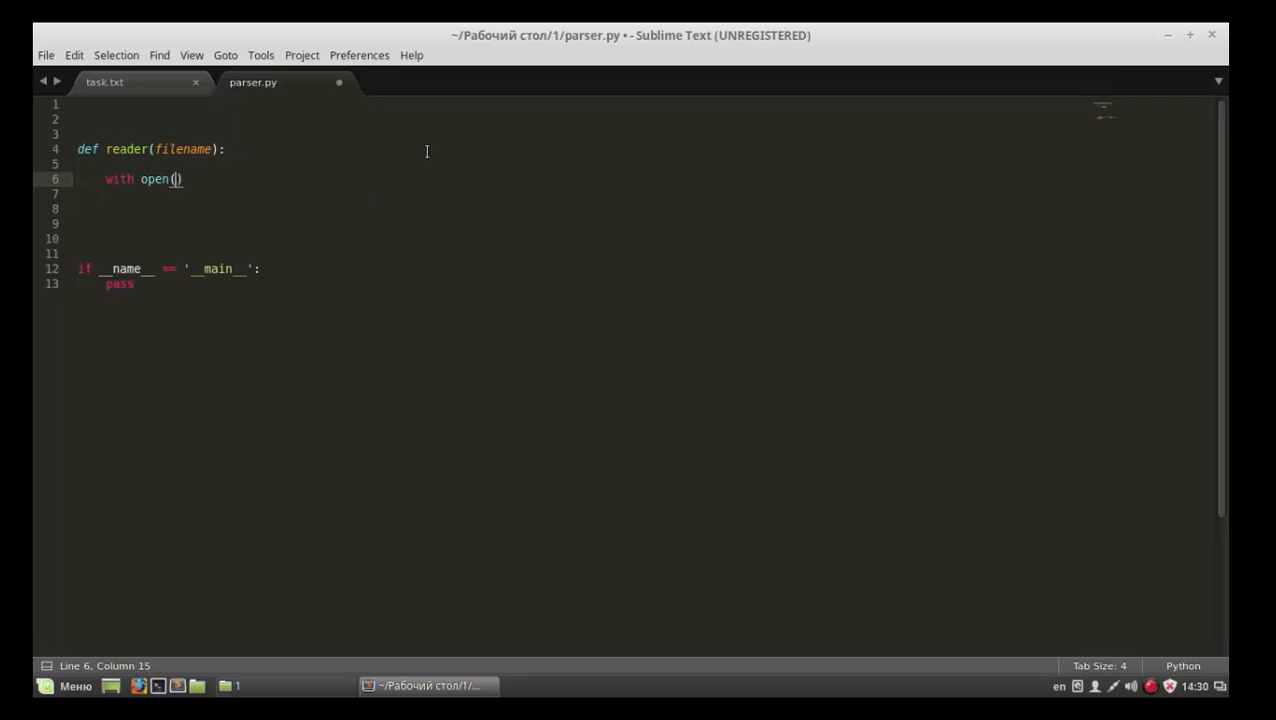 ~/Рабочий стол/1/parser.py • - Sublime Text (UNREGISTERED)
File Edit Selection Find View Goto Tools Project Preferences Help
task.txt parser.py
1
2
3
4 def reader(filename):
5
6 with open()
7
8
9
10
11
12 if __name__ == '__main__':
13 pass
Line 6, Column 15 Tab Size: 4 Python
Меню 1 ~/Рабочий стол/1/... en 14:30